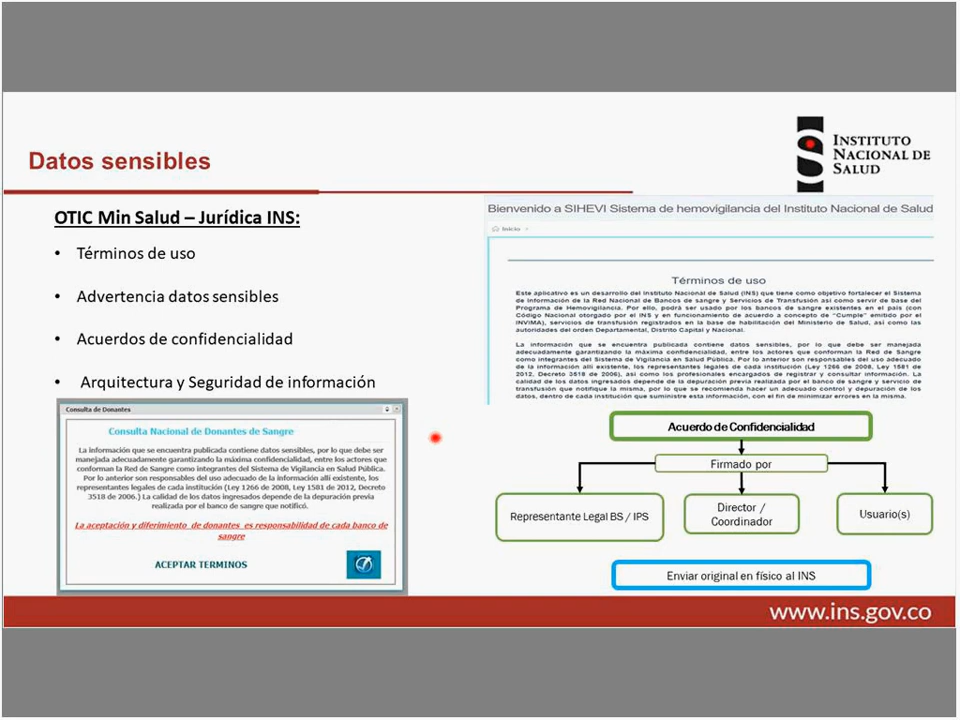 Datos sensibles
INSTITUTO
NACIONAL DE
SALUD
OTIC Min Salud – Jurídica INS:
• Términos de uso
• Advertencia datos sensibles
• Acuerdos de confidencialidad
• Arquitectura y Seguridad de información
Consulta de Donantes
Consulta Nacional de Donantes de Sangre
La información que se encuentra publicada contiene datos sensibles, por lo que debe ser
manejada adecuadamente garantizando la máxima confidencialidad, entre los actores que
conforman la Red de Sangre como integrantes del Sistema de Vigilancia en Salud Pública.
Por lo anterior son responsables del uso adecuado de la información allí existente, los
representantes legales de cada institución (Ley 1266 de 2008, Ley 1581 de 2012, Decreto
3518 de 2006.) La calidad de los datos ingresados depende de la depuración previa
realizada por el banco de sangre que notificó.
La aceptación y diferimiento de donantes es responsabilidad de cada banco de
sangre
ACEPTAR TERMINOS
Bienvenido a SIHEVI Sistema de hemovigilancia del Instituto Nacional de Salud
Inicio
Términos de uso
Este aplicativo es un desarrollo del Instituto Nacional de Salud (INS) que tiene como objetivo fortalecer el Sistema
de Información de la Red Nacional de Bancos de sangre y Servicios de Transfusión así como servir de base del
Programa de Hemovigilancia. Por ello, podrá ser usado por los bancos de sangre existentes en el país (con
Código Nacional otorgado por el INS y en funcionamiento de acuerdo a concepto de "Cumple" emitido por el
INVIMA), servicios de transfusión registrados en la base de habilitación del Ministerio de Salud, así como las
autoridades del orden Departamental, Distrito Capital y Nacional.
La información que se encuentra publicada contiene datos sensibles, por lo que debe ser manejada
adecuadamente garantizando la máxima confidencialidad, entre los actores que conforman la Red de Sangre
como integrantes del Sistema de Vigilancia en Salud Pública. Por lo anterior son responsables del uso adecuado
de la información allí existente, los representantes legales de cada institución (Ley 1266 de 2008, Ley 1581 de
2012, Decreto 3518 de 2006), así como los profesionales encargados de registrar y consultar información. La
calidad de los datos ingresados depende de la depuración previa realizada por el banco de sangre y servicio de
transfusión que notifique la misma, por lo que se recomienda hacer un adecuado control y depuración de los
datos, dentro de cada institución que suministre esta información, con el fin de minimizar errores en la misma.
Acuerdo de Confidencialidad
Firmado por
Representante Legal BS / IPS
Director /
Coordinador
Usuario(s)
Enviar original en físico al INS
www.ins.gov.co